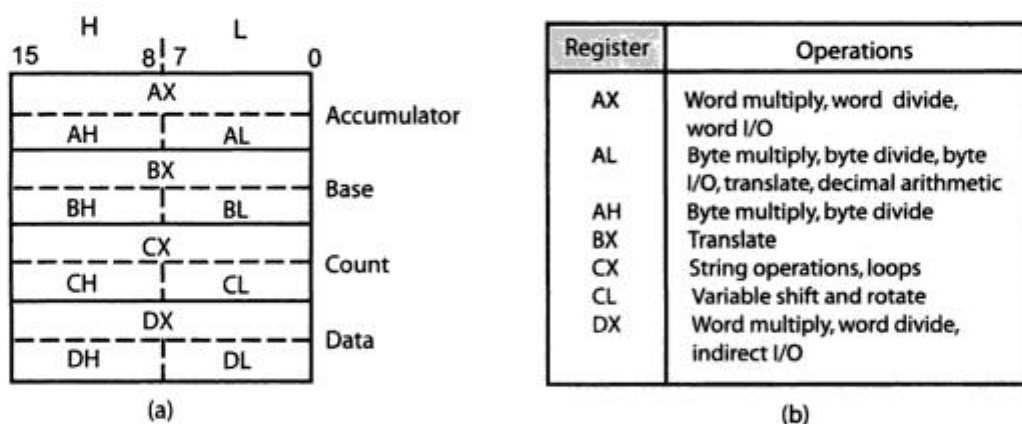 H L
15 8 7 0
AX
AH AL
Accumulator
BX
BH BL
Base
CX
CH CL
Count
DX
DH DL
Data
(a)
Register Operations
AX Word multiply, word divide,
word I/O
AL Byte multiply, byte divide, byte
I/O, translate, decimal arithmetic
AH Byte multiply, byte divide
BX Translate
CX String operations, loops
CL Variable shift and rotate
DX Word multiply, word divide,
indirect I/O
(b)